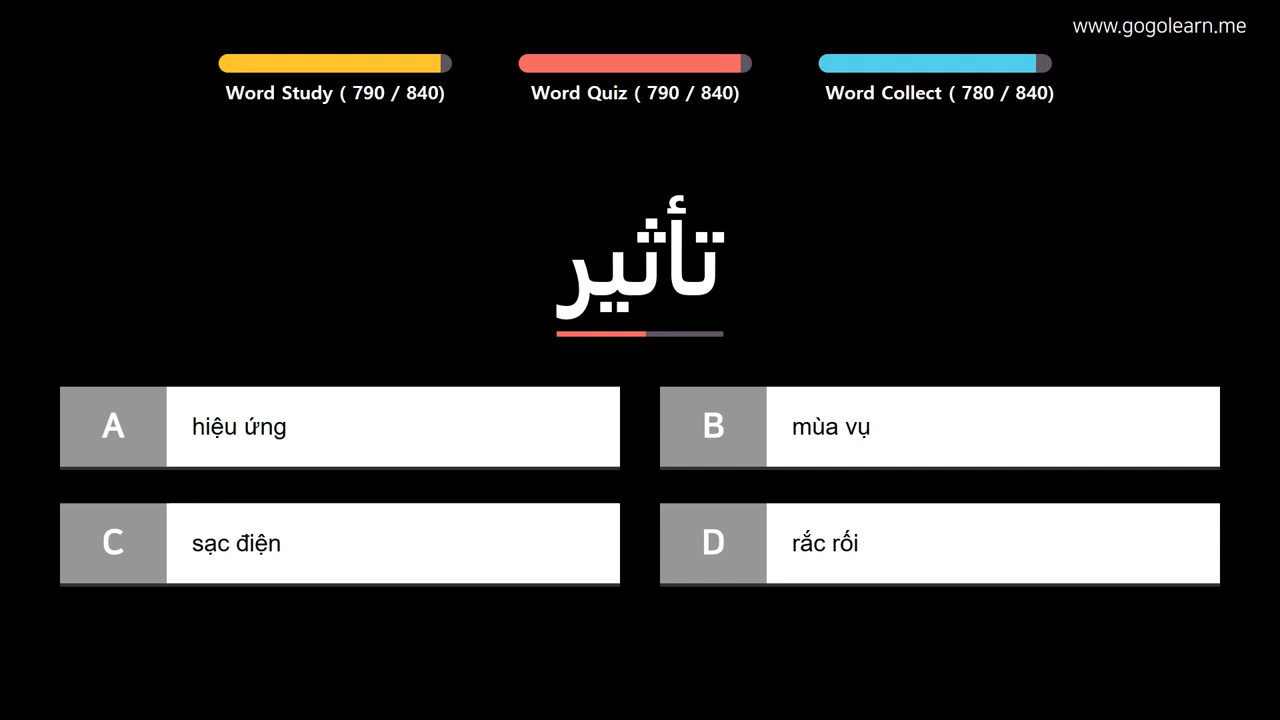 www.gogolearn.me
Word Study ( 790 / 840)
Word Quiz ( 790 / 840)
Word Collect ( 780 / 840)
تأثير
A hiệu ứng
B mùa vụ
C sạc điện
D rắc rối